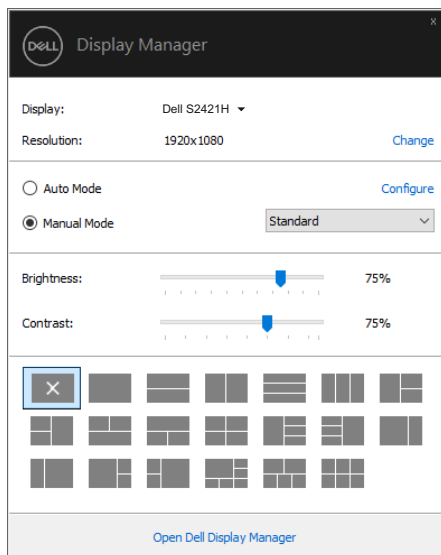 x
DELL Display Manager
Display: Dell S2421H
Resolution: 1920x1080 Change
Auto Mode Configure
Manual Mode Standard
Brightness: 75%
Contrast: 75%
Open Dell Display Manager